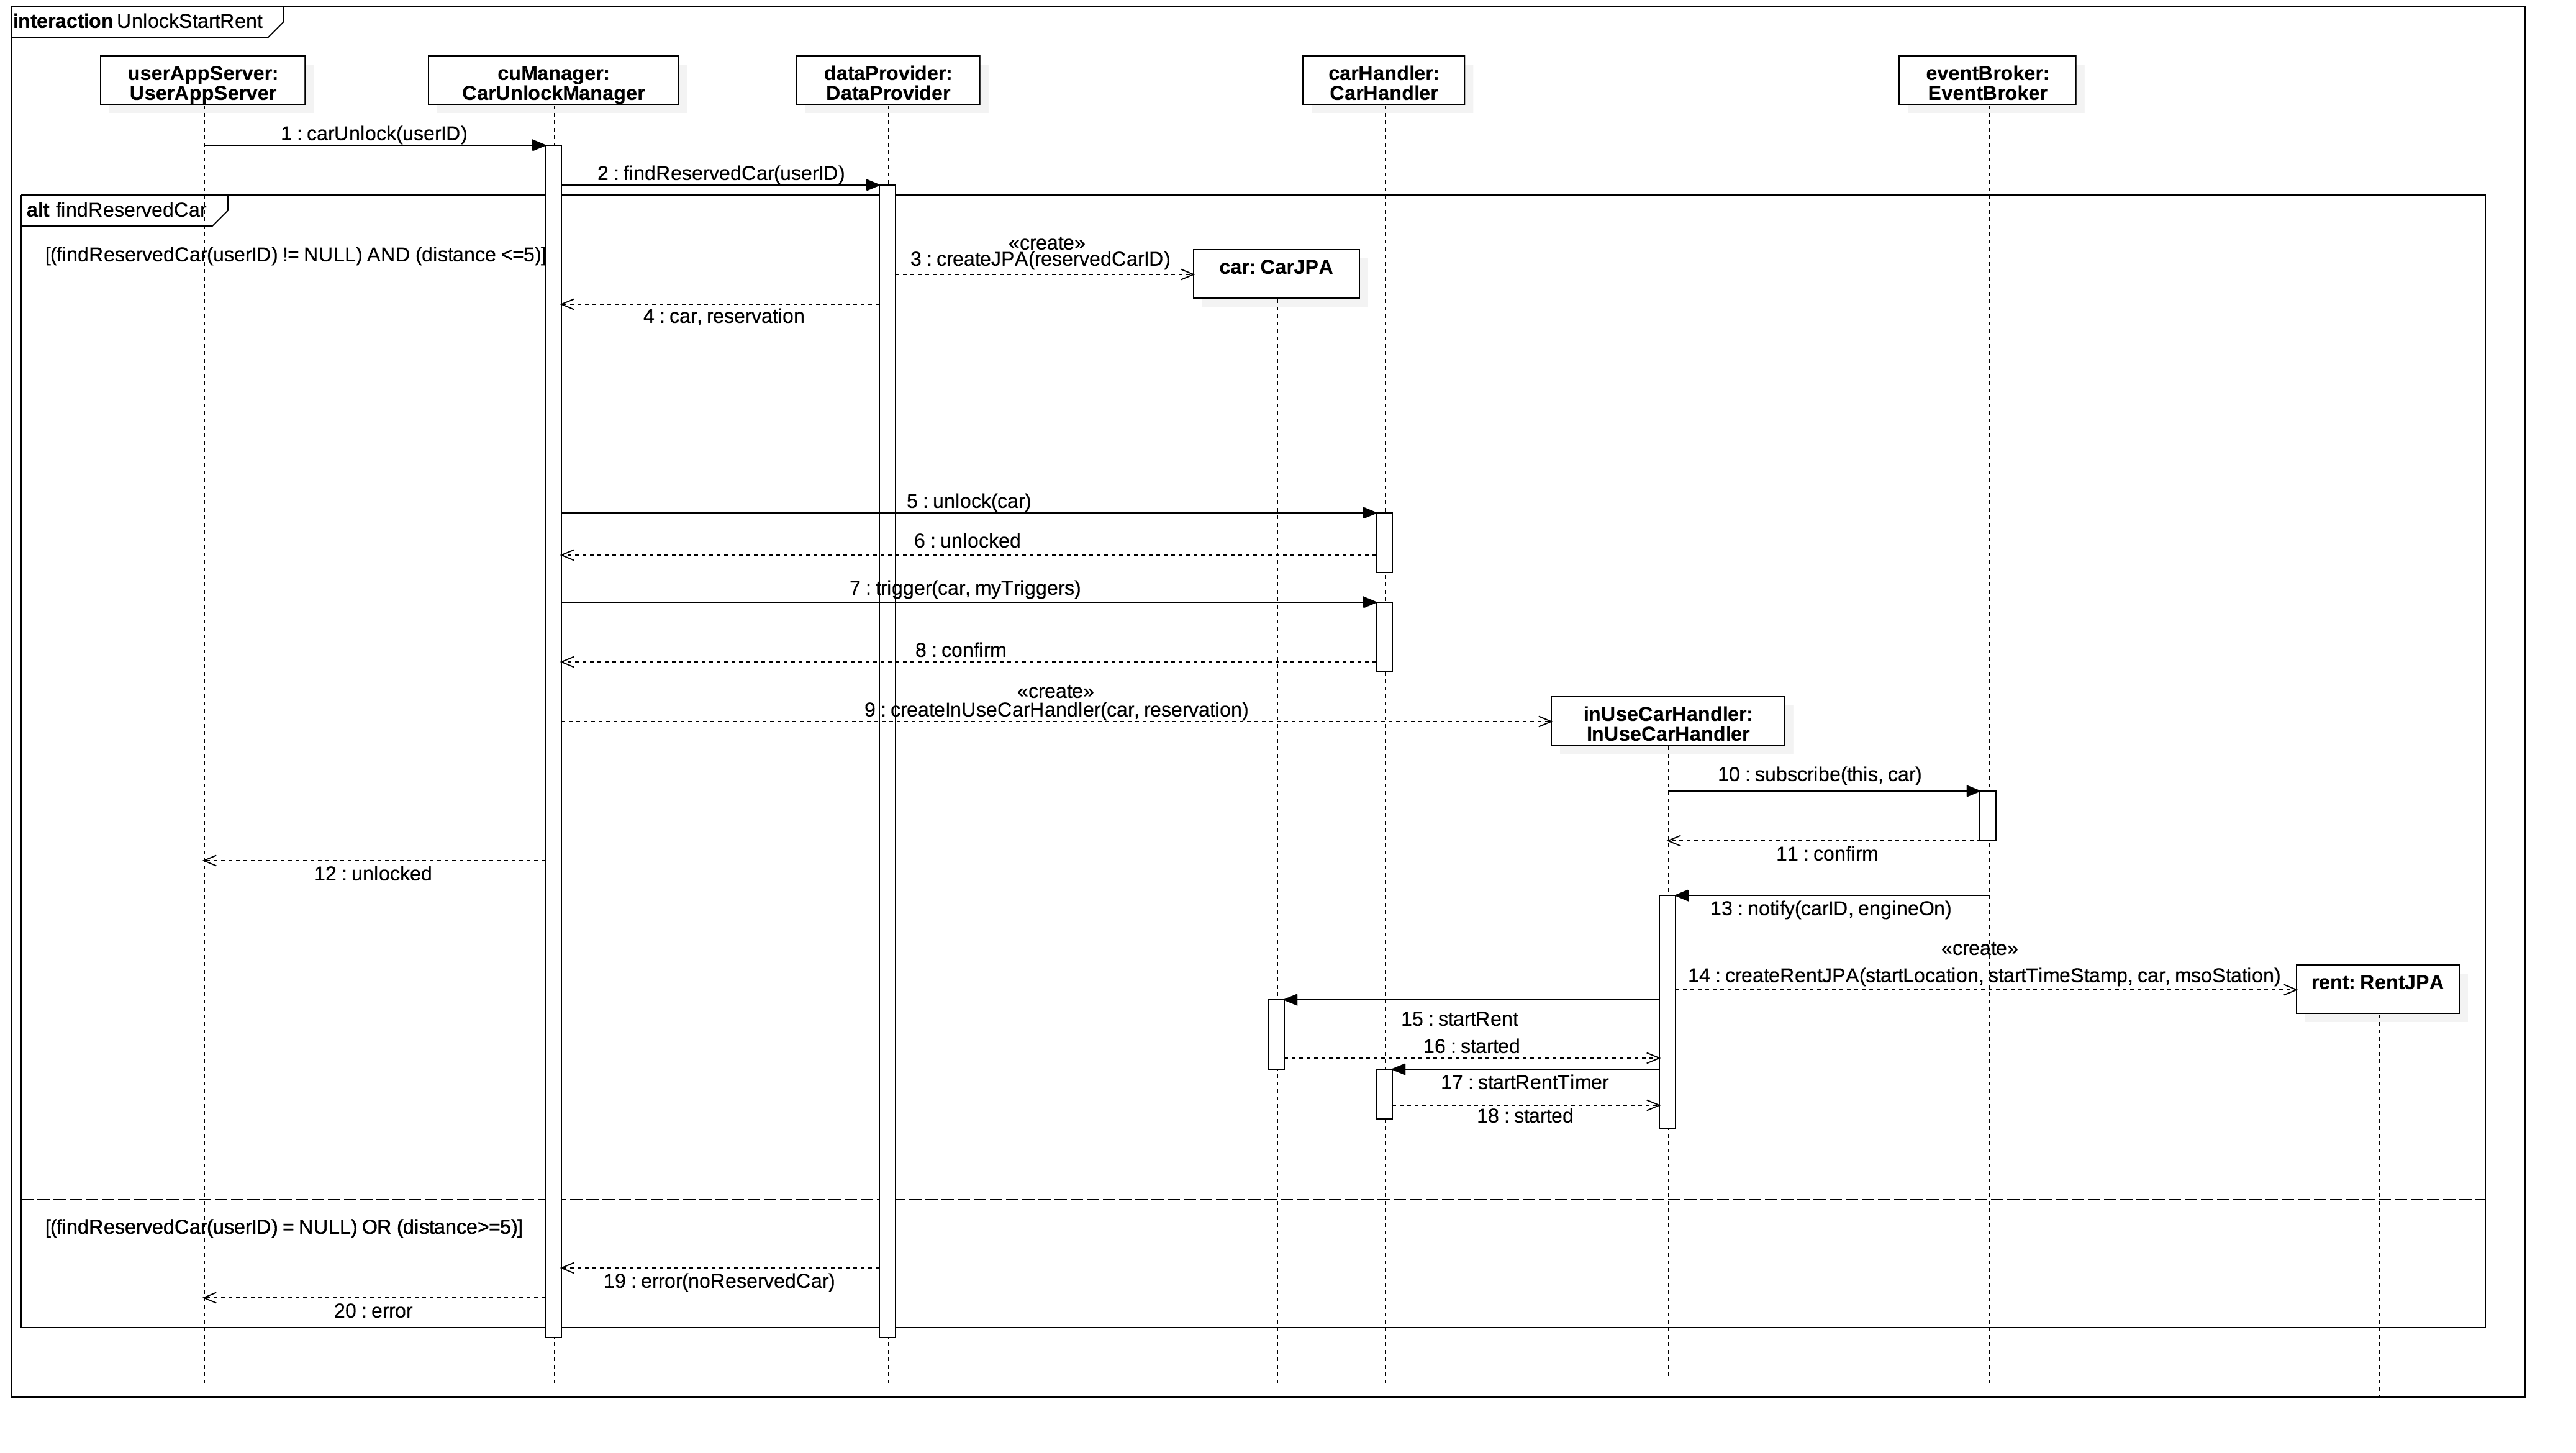 interaction UnlockStartRent
userAppServer:
UserAppServer
cuManager:
CarUnlockManager
dataProvider:
DataProvider
carHandler:
CarHandler
eventBroker:
EventBroker
1 : carUnlock(userID)
2 : findReservedCar(userID)
alt findReservedCar
[(findReservedCar(userID) != NULL) AND (distance <=5)]
«create»
3 : createJPA(reservedCarID)
car: CarJPA
4 : car, reservation
5 : unlock(car)
6 : unlocked
7 : trigger(car, myTriggers)
8 : confirm
«create»
9 : createInUseCarHandler(car, reservation)
inUseCarHandler:
InUseCarHandler
10 : subscribe(this, car)
11 : confirm
12 : unlocked
13 : notify(carID, engineOn)
«create»
14 : createRentJPA(startLocation, startTimeStamp, car, msoStation)
rent: RentJPA
15 : startRent
16 : started
17 : startRentTimer
18 : started
[(findReservedCar(userID) = NULL) OR (distance>=5)]
19 : error(noReservedCar)
20 : error